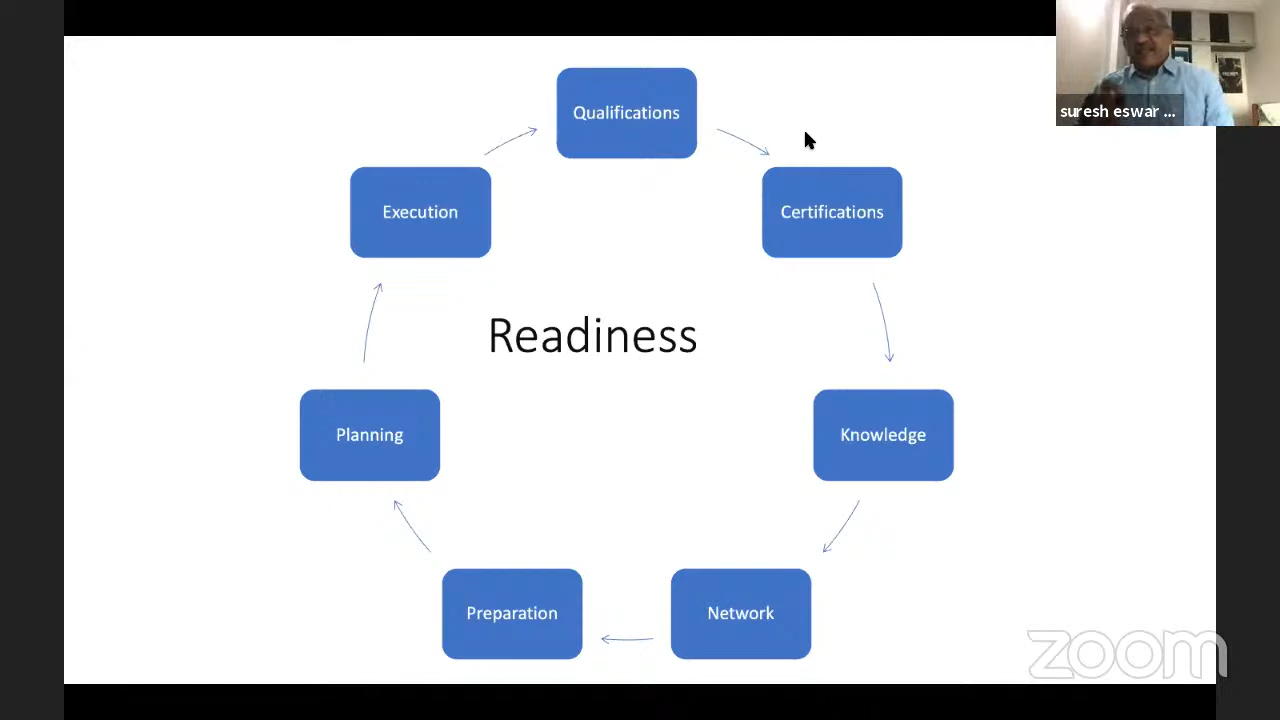 suresh eswar ...
Qualifications
Execution
Certifications
Readiness
Planning
Knowledge
Preparation
Network
zoom